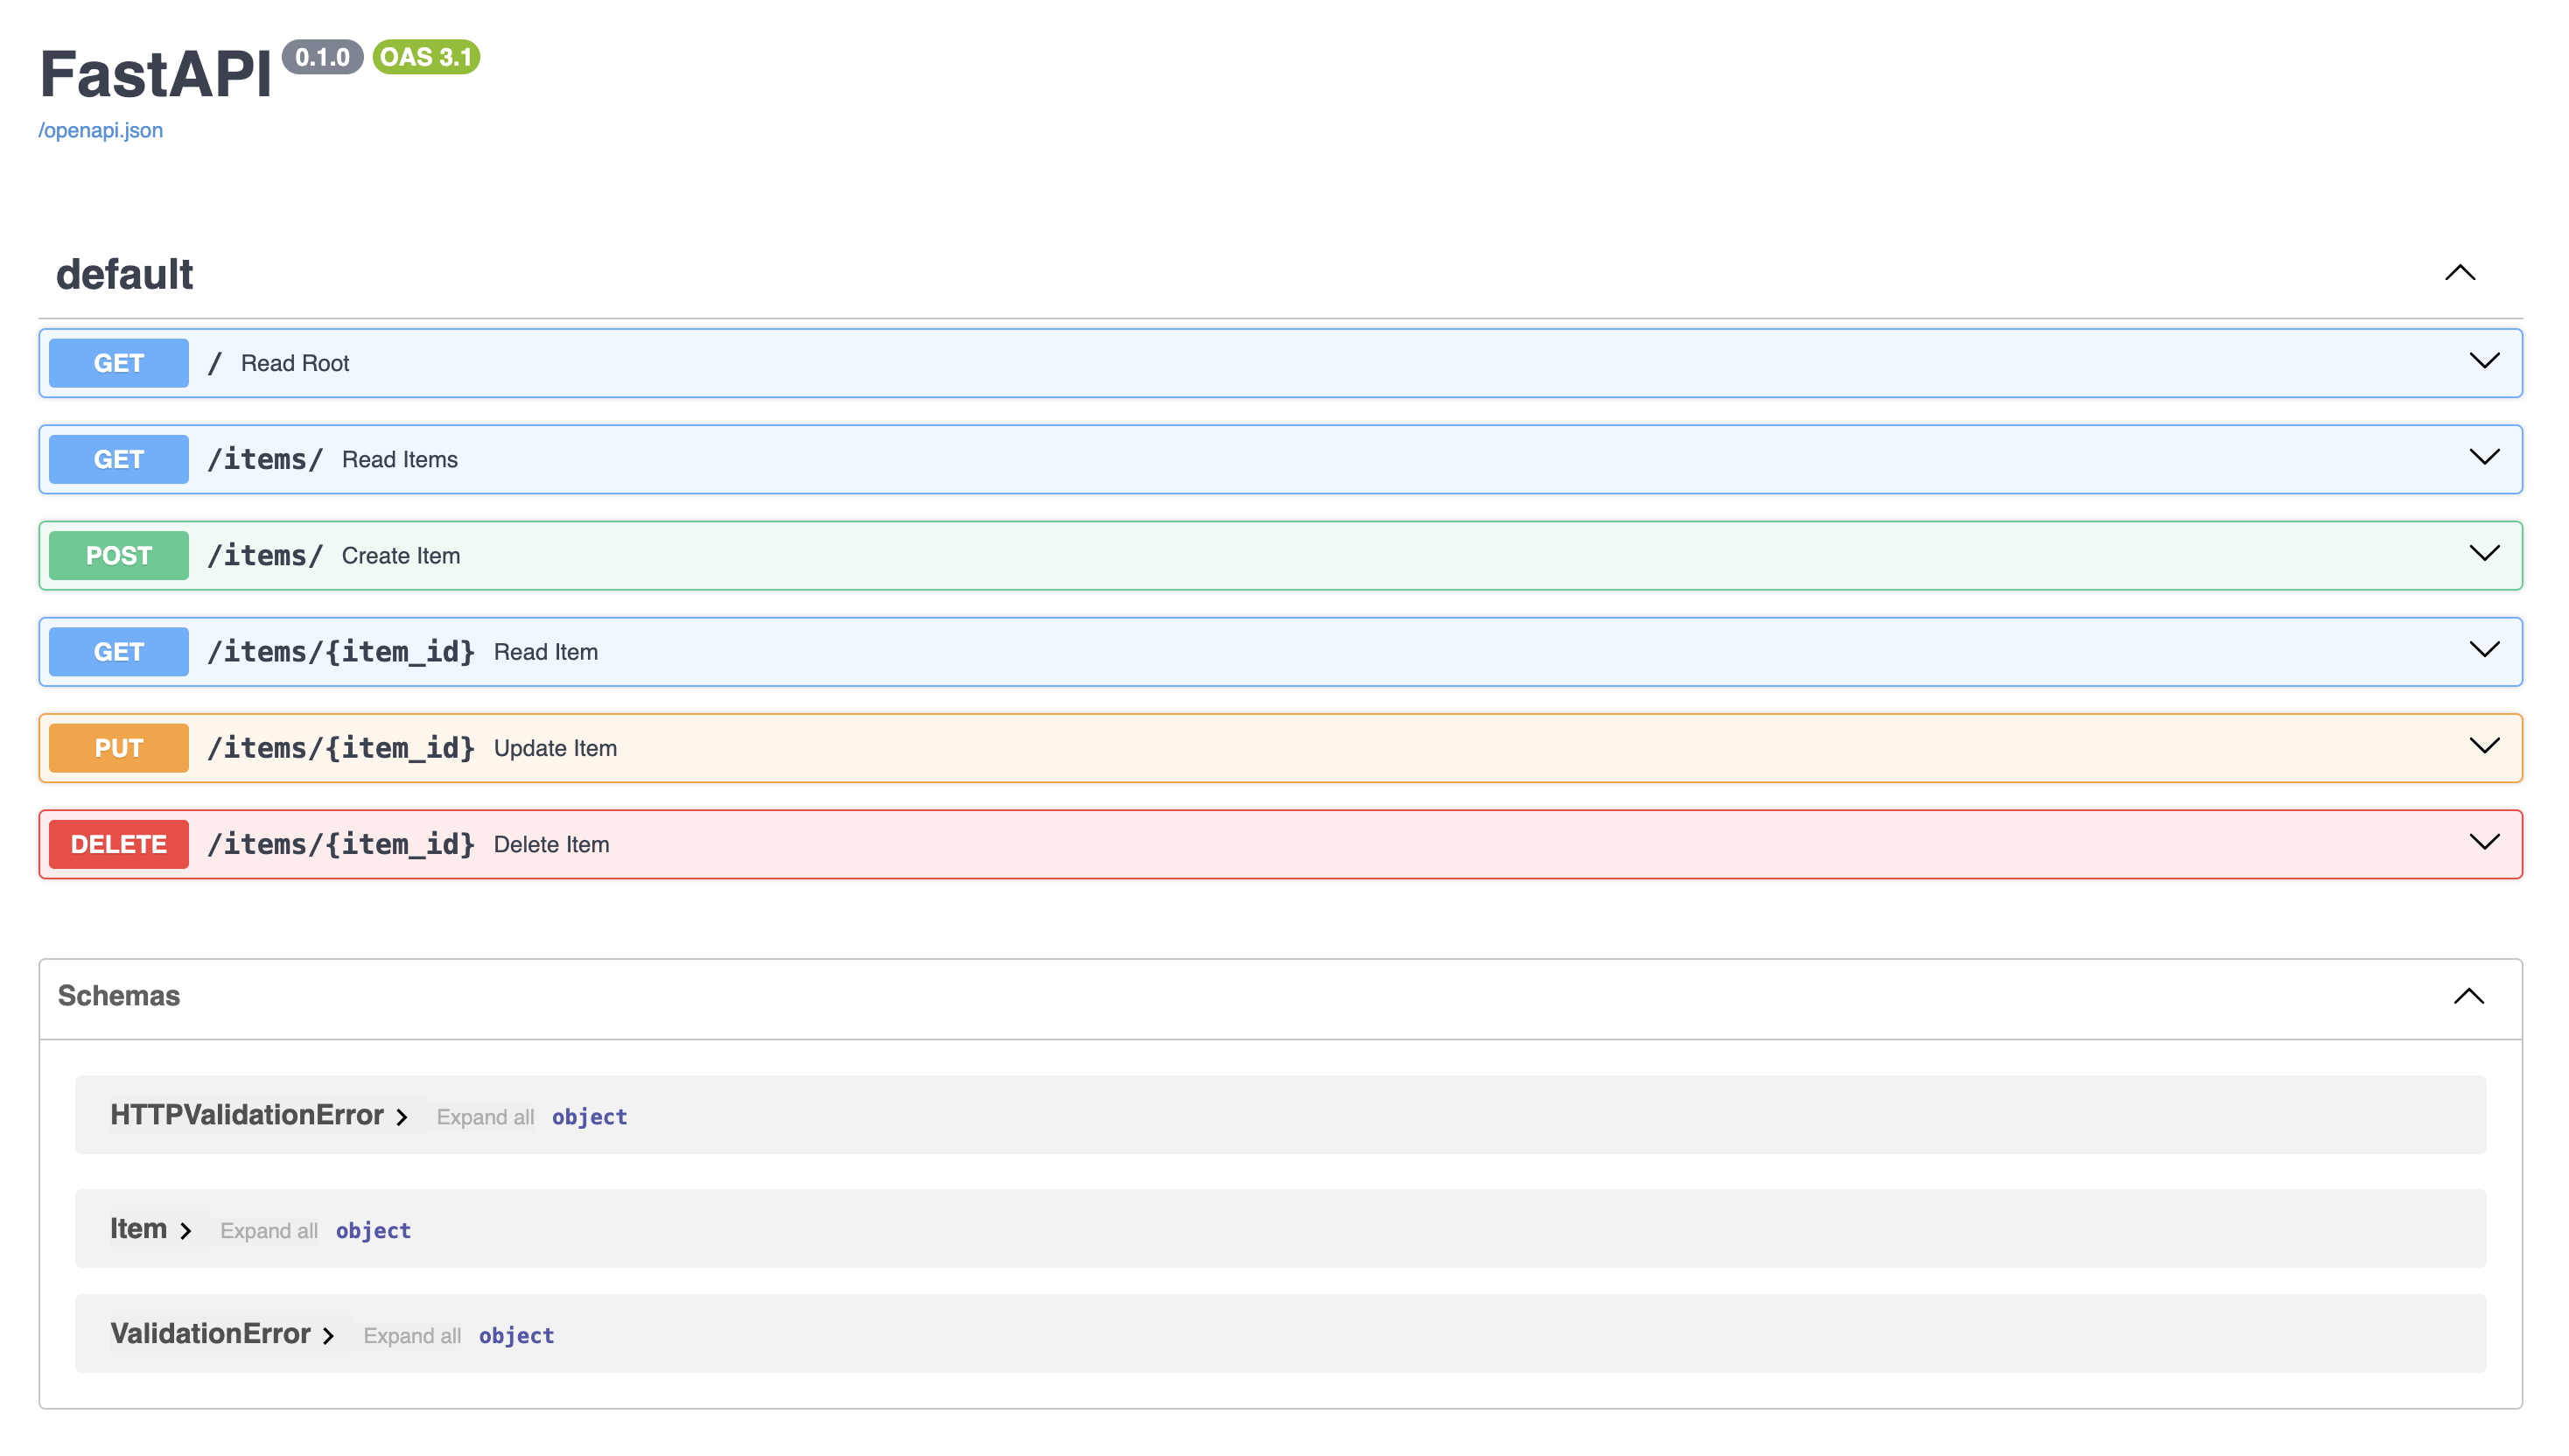 FastAPI 0.1.0 OAS 3.1
/openapi.json
default
GET / Read Root
GET /items/ Read Items
POST /items/ Create Item
GET /items/{item_id} Read Item
PUT /items/{item_id} Update Item
DELETE /items/{item_id} Delete Item
Schemas
HTTPValidationError Expand all object
Item Expand all object
ValidationError Expand all object